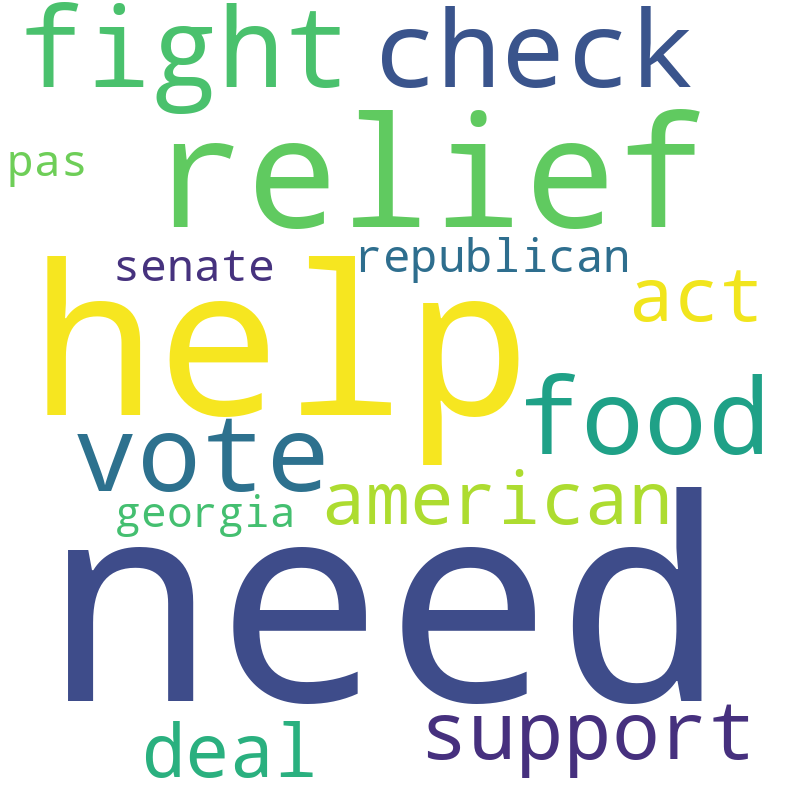 fight check
relief
pas
senate republican
help
act
food
vote
american
georgia
need
support
deal